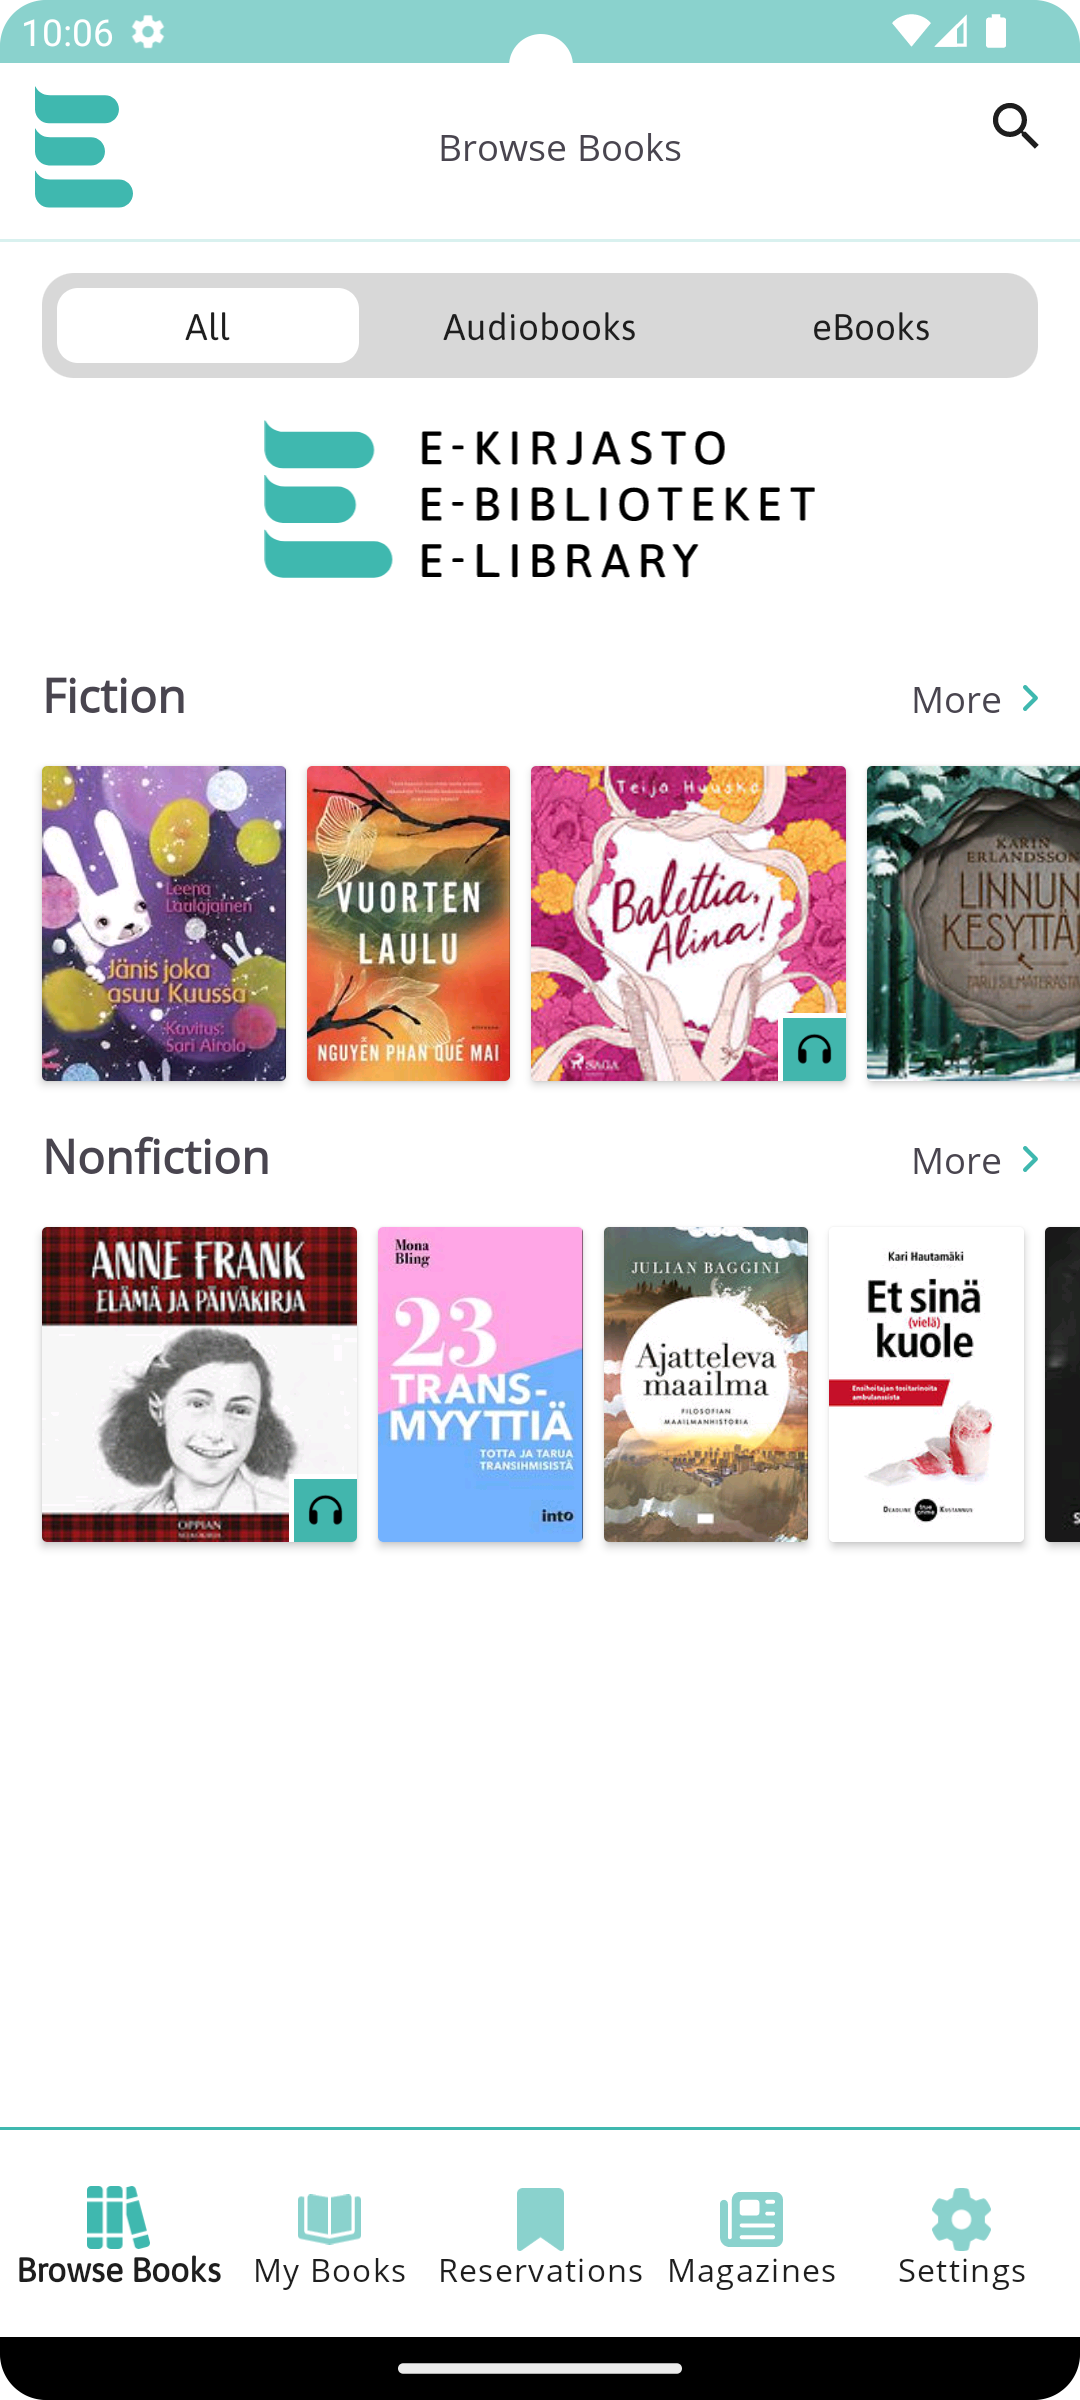 10:06
Browse Books
All Audiobooks eBooks
E-KIRJASTO
E-BIBLIOTEKET
E-LIBRARY
Fiction More
Leena
Laulajainen
Jänis joka
asuu Kuussa
Kuvitus:
Sari Airola
VUORTEN
LAULU
NGUYỄN PHAN QUẾ MAI
Teija Huusko
Balettia,
Alina!
SAGA
KARIN
ERLANDSSON
LINNUN
KESYTTÄJ
TARU SILMÄTERÄSTÄ
Nonfiction More
ANNE FRANK
ELÄMÄ JA PÄIVÄKIRJA
OPPIAN
Mona
Bling
23
TRANS-
MYYTTIÄ
TOTTA JA TARUA
TRANSIHMISISTÄ
into
JULIAN BAGGINI
Ajatteleva
maailma
FILOSOFIAN
MAAILMANHISTORIA
Kari Hautamäki
Et sinä
(vielä)
kuole
Ensihoitajan tositarinoita
ambulanssista
DEADLINE true crime KUSTANNUS
S
Browse Books My Books Reservations Magazines Settings